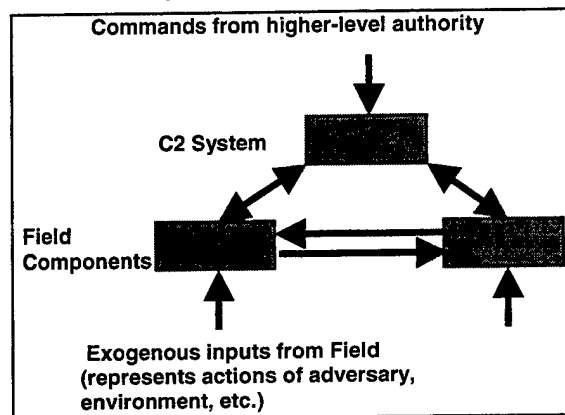 Commands from higher-level authority
C2 System
Field
Components
Exogenous inputs from Field
(represents actions of adversary,
environment, etc.)